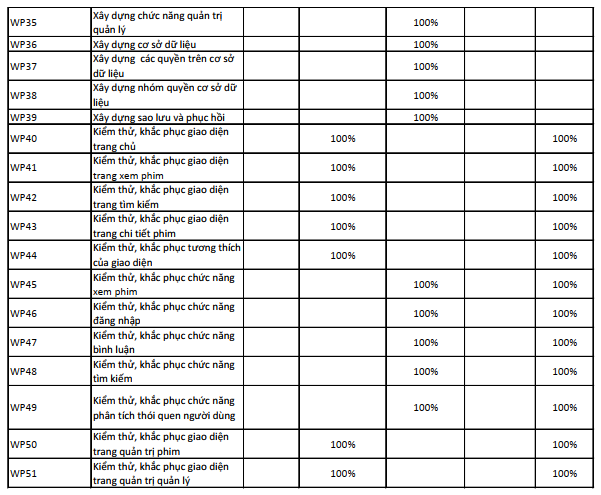 WP35 Xây dựng chức năng quản trị
quản lý 100%
WP36 Xây dựng cơ sở dữ liệu 100%
WP37 Xây dựng các quyền trên cơ sở
dữ liệu 100%
WP38 Xây dựng nhóm quyền cơ sở dữ
liệu 100%
WP39 Xây dựng sao lưu và phục hồi 100%
WP40 Kiểm thử, khắc phục giao diện
trang chủ 100% 100%
WP41 Kiểm thử, khắc phục giao diện
trang xem phim 100% 100%
WP42 Kiểm thử, khắc phục giao diện
trang tìm kiếm 100% 100%
WP43 Kiểm thử, khắc phục giao diện
trang chi tiết phim 100% 100%
WP44 Kiểm thử, khắc phục tương thích
của giao diện 100% 100%
WP45 Kiểm thử, khắc phục chức năng
xem phim 100% 100%
WP46 Kiểm thử, khắc phục chức năng
đăng nhập 100% 100%
WP47 Kiểm thử, khắc phục chức năng
bình luận 100% 100%
WP48 Kiểm thử, khắc phục chức năng
tìm kiếm 100% 100%
WP49 Kiểm thử, khắc phục chức năng
phân tích thói quen người dùng 100% 100%
WP50 Kiểm thử, khắc phục giao diện
trang quản trị phim 100% 100%
WP51 Kiểm thử, khắc phục giao diện
trang quản trị quản lý 100% 100%